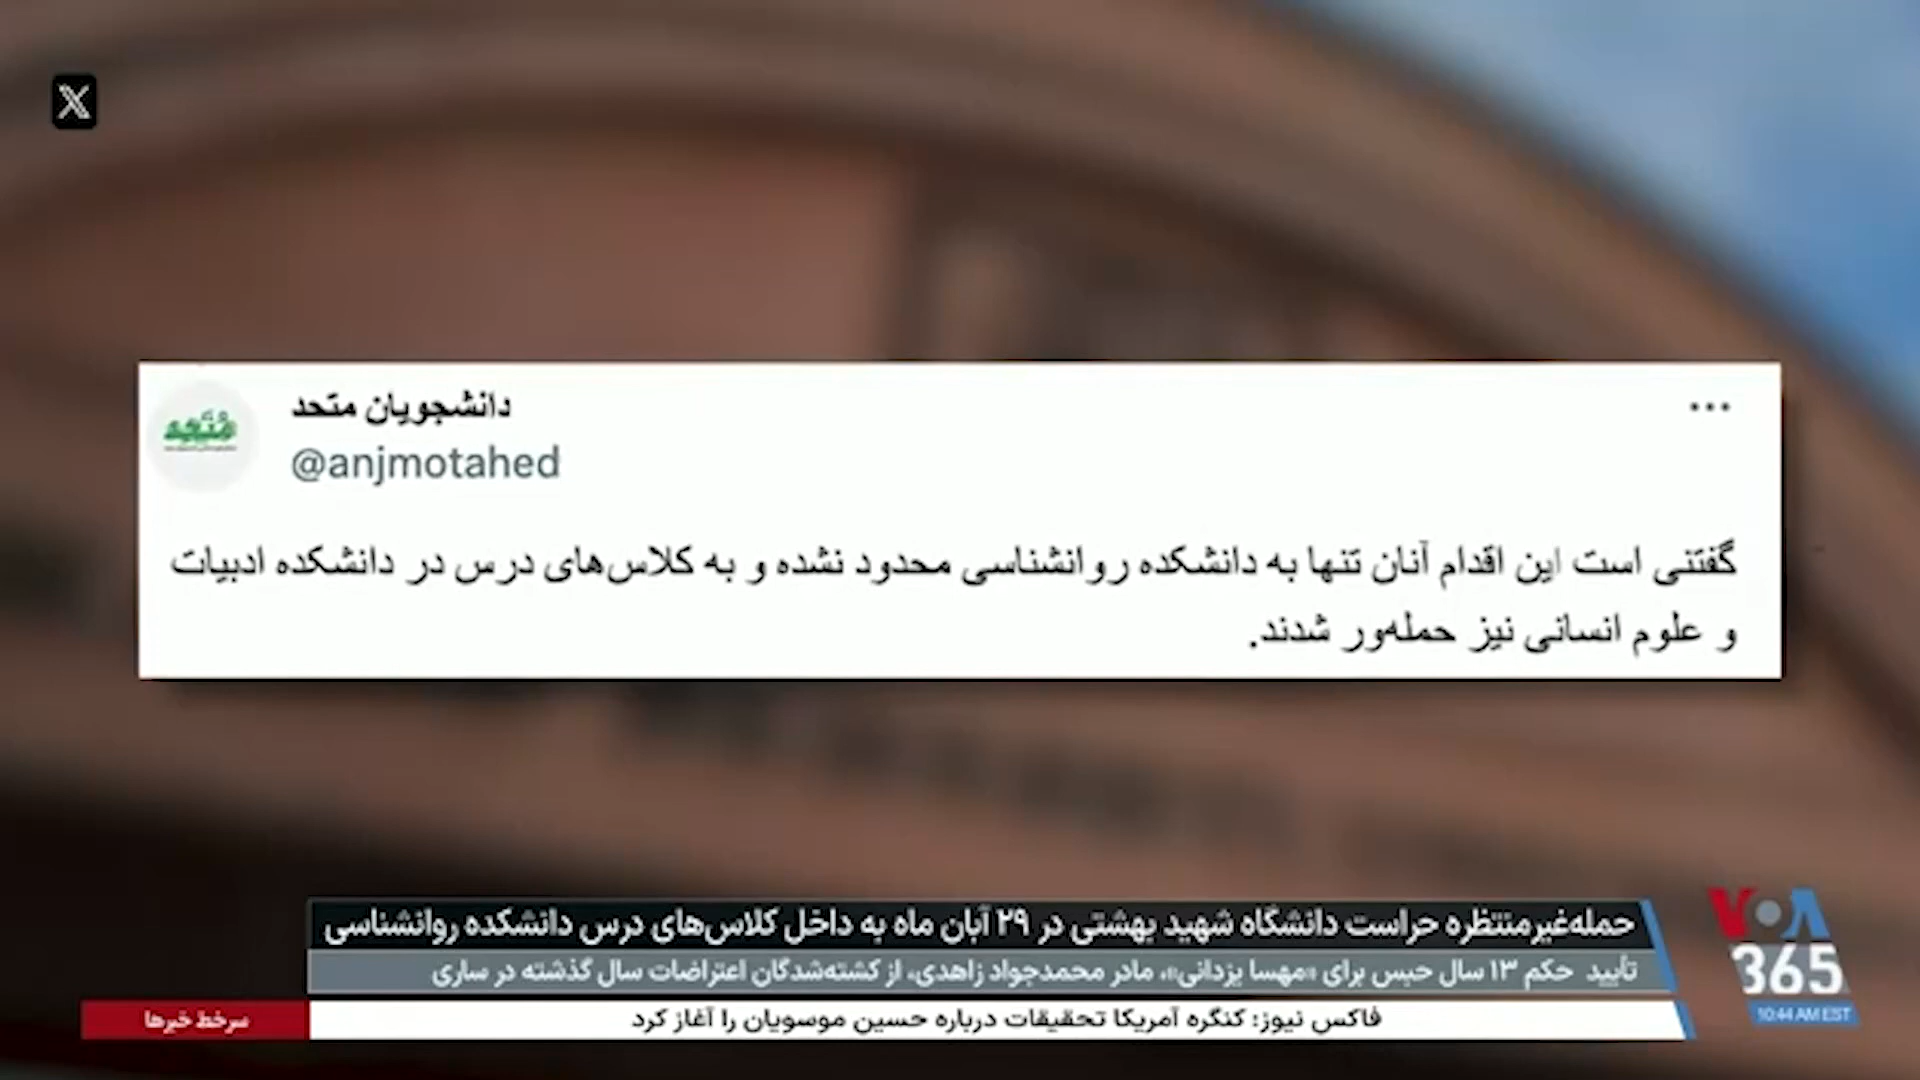 X
متحد
دانشجویان متحد
@anjmotahed
گفتنی است این اقدام آنان تنها به دانشکده روانشناسی محدود نشده و به کلاس‌های درس در دانشکده ادبیات
و علوم انسانی نیز حمله‌ور شدند.
حمله‌غیرمنتظره حراست دانشگاه شهید بهشتی در ۲۹ آبان ماه به داخل کلاس‌های درس دانشکده روانشناسی
تأیید حکم ۱۳ سال حبس برای «مهسا یزدانی»، مادر محمدجواد زاهدی، از کشته‌شدگان اعتراضات سال گذشته در ساری
فاکس نیوز: کنگره آمریکا تحقیقات درباره حسین موسویان را آغاز کرد
سرخط خبرها
VOA
365
10:44 AM EST